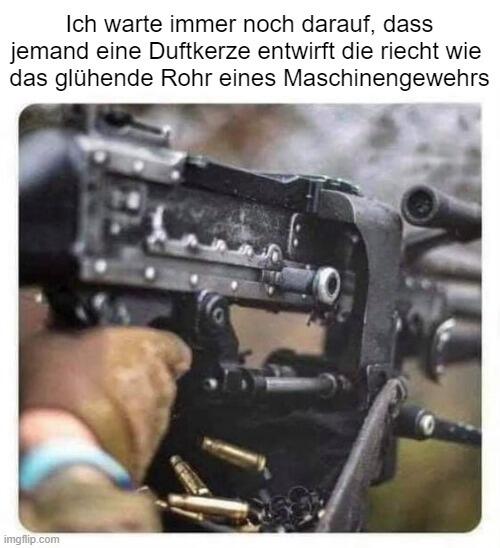 Ich warte immer noch darauf, dass
jemand eine Duftkerze entwirft die riecht wie
das glühende Rohr eines Maschinengewehrs
imgflip.com